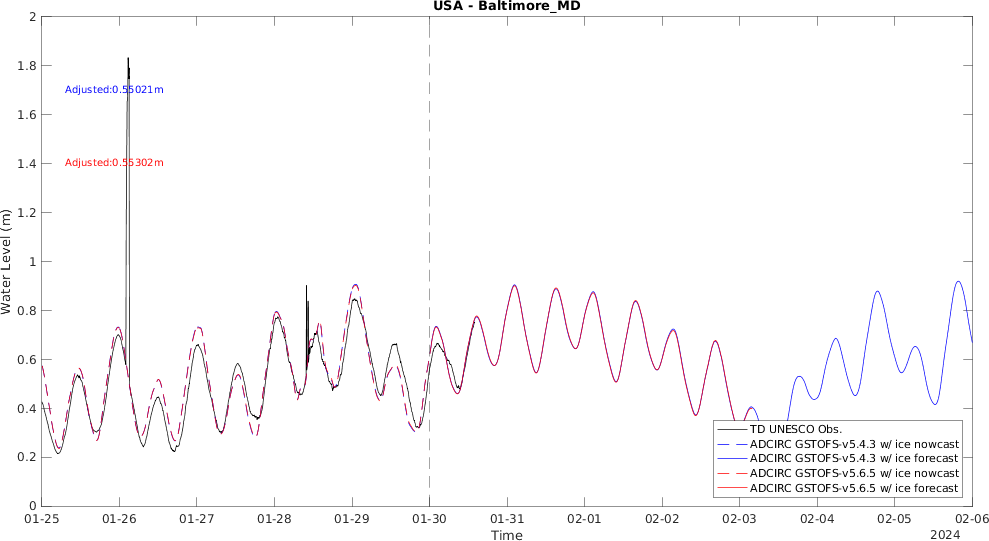 USA - Baltimore_MD
2
1.8
1.6
1.4
1.2
1
0.8
0.6
0.4
0.2
0
Water Level (m)
Adjusted:0.55021m
Adjusted:0.55302m
TD UNESCO Obs.
ADCIRC GSTOFS-v5.4.3 w/ ice nowcast
ADCIRC GSTOFS-v5.4.3 w/ ice forecast
ADCIRC GSTOFS-v5.6.5 w/ ice nowcast
ADCIRC GSTOFS-v5.6.5 w/ ice forecast
01-25 01-26 01-27 01-28 01-29 01-30 01-31 02-01 02-02 02-03 02-04 02-05 02-06
Time
2024